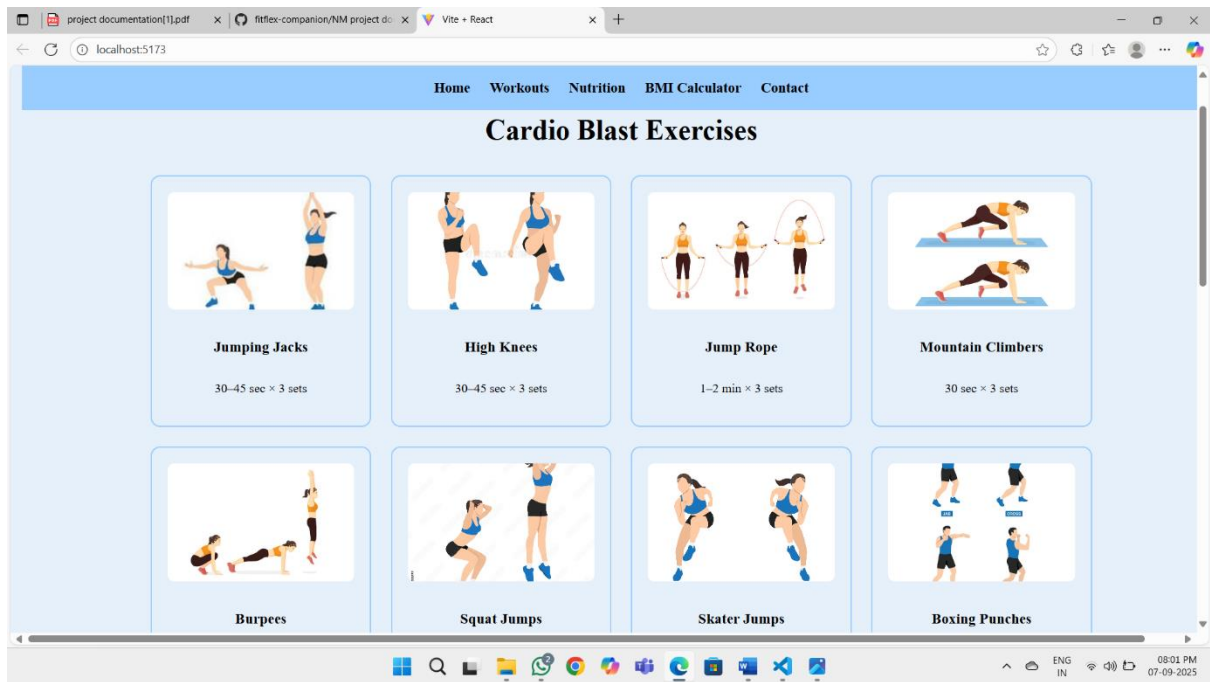 project documentation[1].pdf
fitflex-companion/NM project do
Vite + React
localhost:5173
Home Workouts Nutrition BMI Calculator Contact
Cardio Blast Exercises
Jumping Jacks High Knees Jump Rope Mountain Climbers
30–45 sec × 3 sets 30–45 sec × 3 sets 1–2 min × 3 sets 30 sec × 3 sets
JAB CROSS
Burpees Squat Jumps Skater Jumps Boxing Punches
2
ENG 08:01 PM
IN 07-09-2025